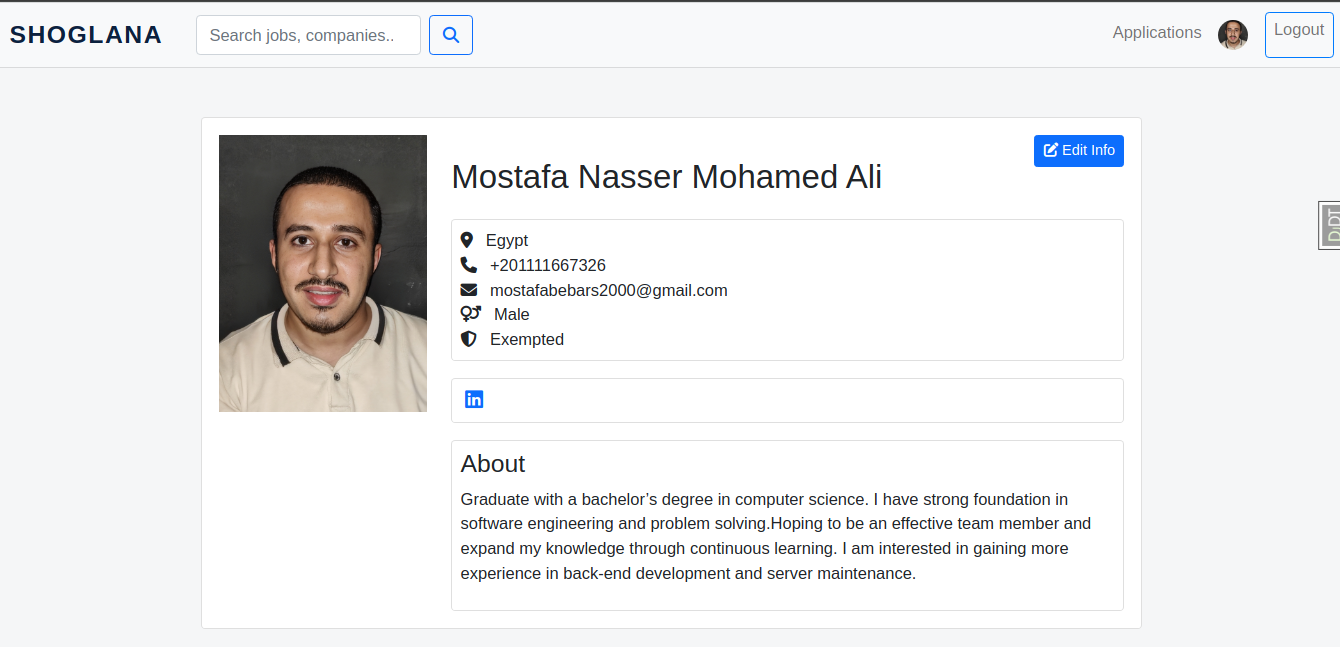 SHOGLANA
Search jobs, companies..
Applications
Logout
Edit Info
Mostafa Nasser Mohamed Ali
Egypt
+201111667326
mostafabebars2000@gmail.com
Male
Exempted
in
About
Graduate with a bachelor’s degree in computer science. I have strong foundation in
software engineering and problem solving.Hoping to be an effective team member and
expand my knowledge through continuous learning. I am interested in gaining more
experience in back-end development and server maintenance.
DjDT